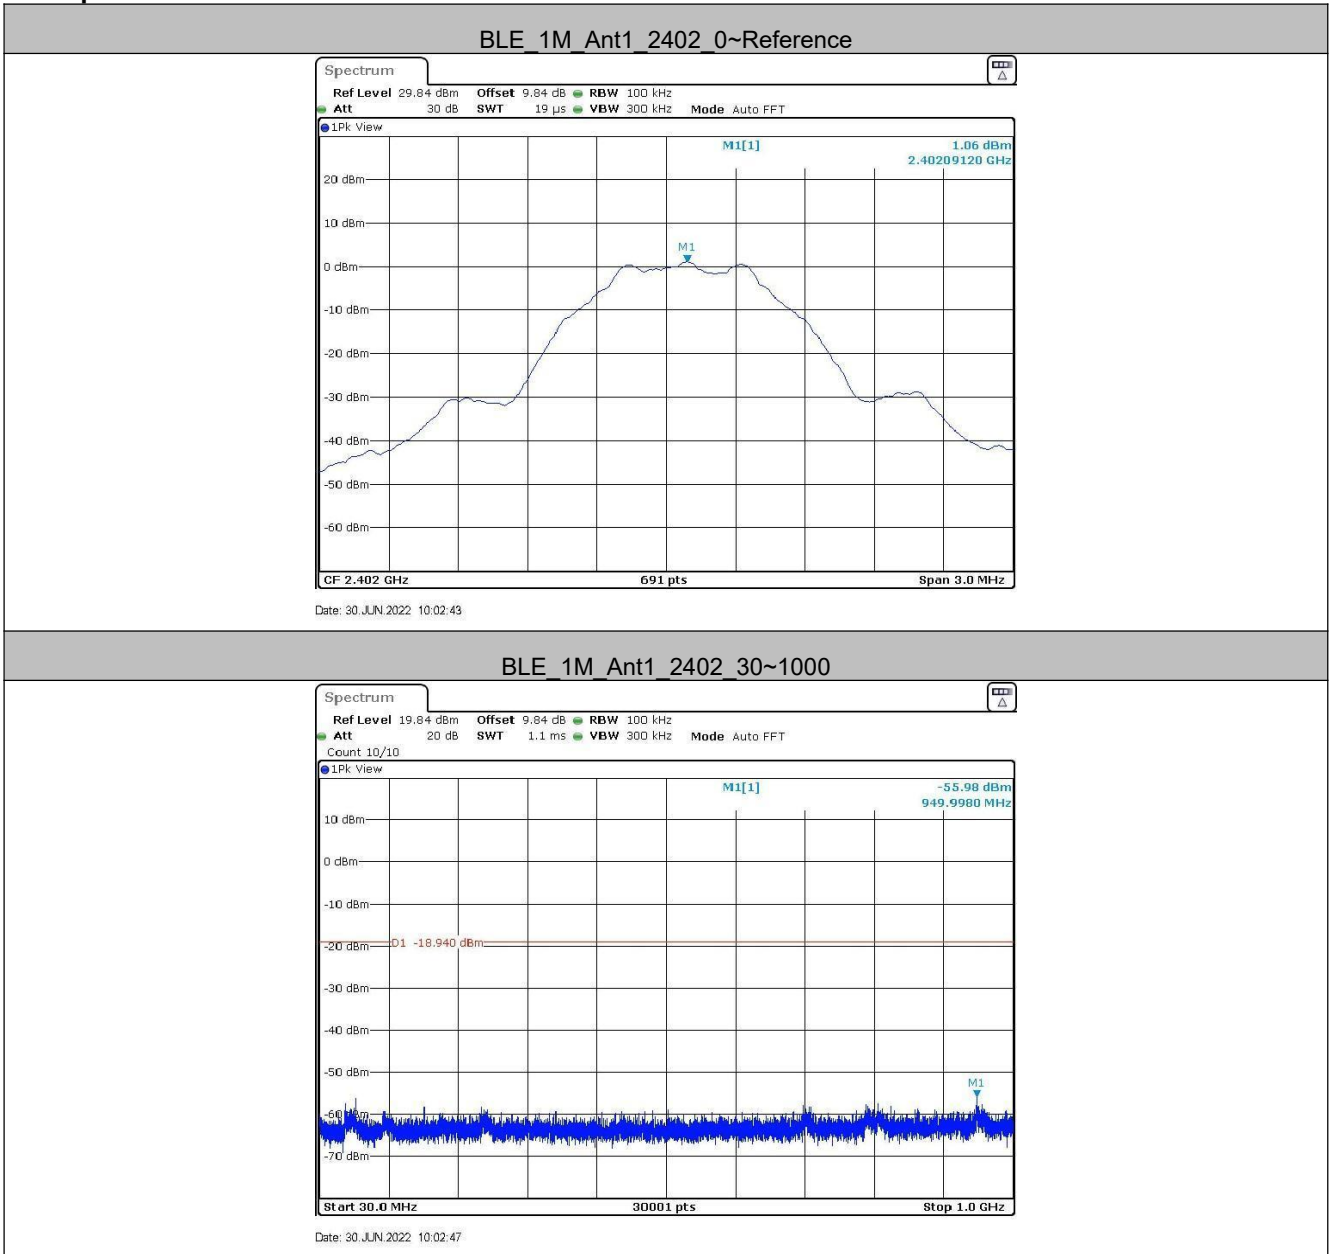 BLE_1M_Ant1_2402_0~Reference
Spectrum
Ref Level 29.84 dBm Offset 9.84 dB RBW 100 kHz
Att 30 dB SWT 19 µs VBW 300 kHz Mode Auto FFT
1Pk View
M1[1] 1.06 dBm
2.40209120 GHz
20 dBm
10 dBm
M1
0 dBm
-10 dBm
-20 dBm
-30 dBm
-40 dBm
-50 dBm
-60 dBm
CF 2.402 GHz 691 pts Span 3.0 MHz
Date: 30.JUN.2022 10:02:43
BLE_1M_Ant1_2402_30~1000
Spectrum
Ref Level 19.84 dBm Offset 9.84 dB RBW 100 kHz
Att 20 dB SWT 1.1 ms VBW 300 kHz Mode Auto FFT
Count 10/10
1Pk View
M1[1] -55.98 dBm
949.9980 MHz
10 dBm
0 dBm
-10 dBm
-20 dBm D1 -18.940 dBm
-30 dBm
-40 dBm
-50 dBm
M1
-60 dBm
-70 dBm
Start 30.0 MHz 30001 pts Stop 1.0 GHz
Date: 30.JUN.2022 10:02:47